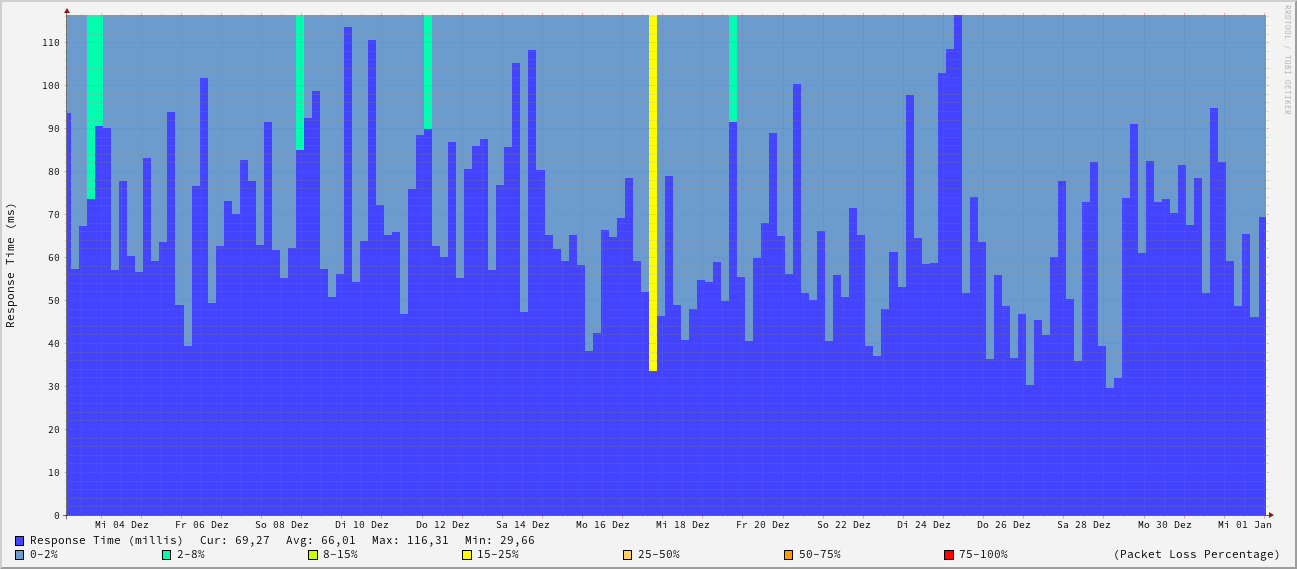 RRDTOOL / TOBI OETIKER
Response Time (ms)
110
100
90
80
70
60
50
40
30
20
10
0
Mi 04 Dez Fr 06 Dez So 08 Dez Di 10 Dez Do 12 Dez Sa 14 Dez Mo 16 Dez Mi 18 Dez Fr 20 Dez So 22 Dez Di 24 Dez Do 26 Dez Sa 28 Dez Mo 30 Dez Mi 01 Jan
Response Time (millis) Cur: 69,27 Avg: 66,01 Max: 116,31 Min: 29,66
0-2% 2-8% 8-15% 15-25% 25-50% 50-75% 75-100% (Packet Loss Percentage)